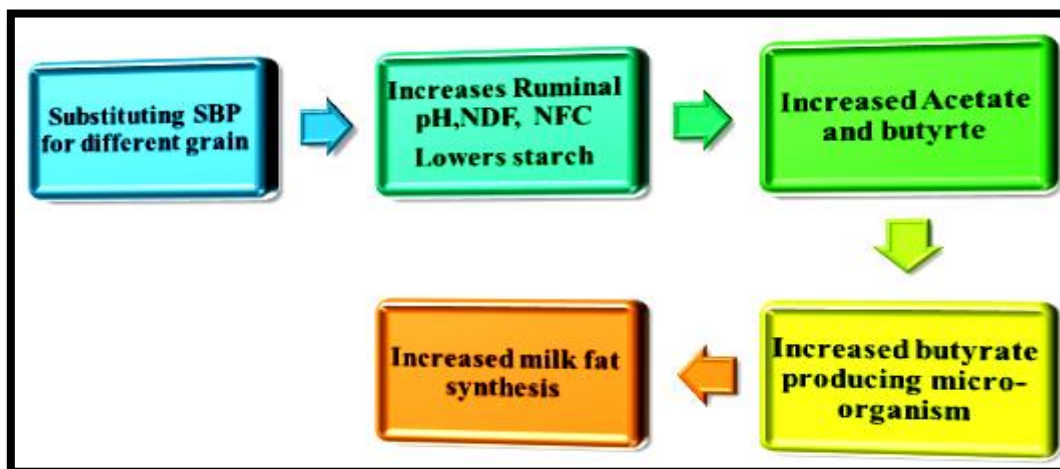 Substituting SBP
for different grain
Increases Ruminal
pH,NDF, NFC
Lowers starch
Increased Acetate
and butyrte
Increased butyrate
producing micro-
organism
Increased milk fat
synthesis